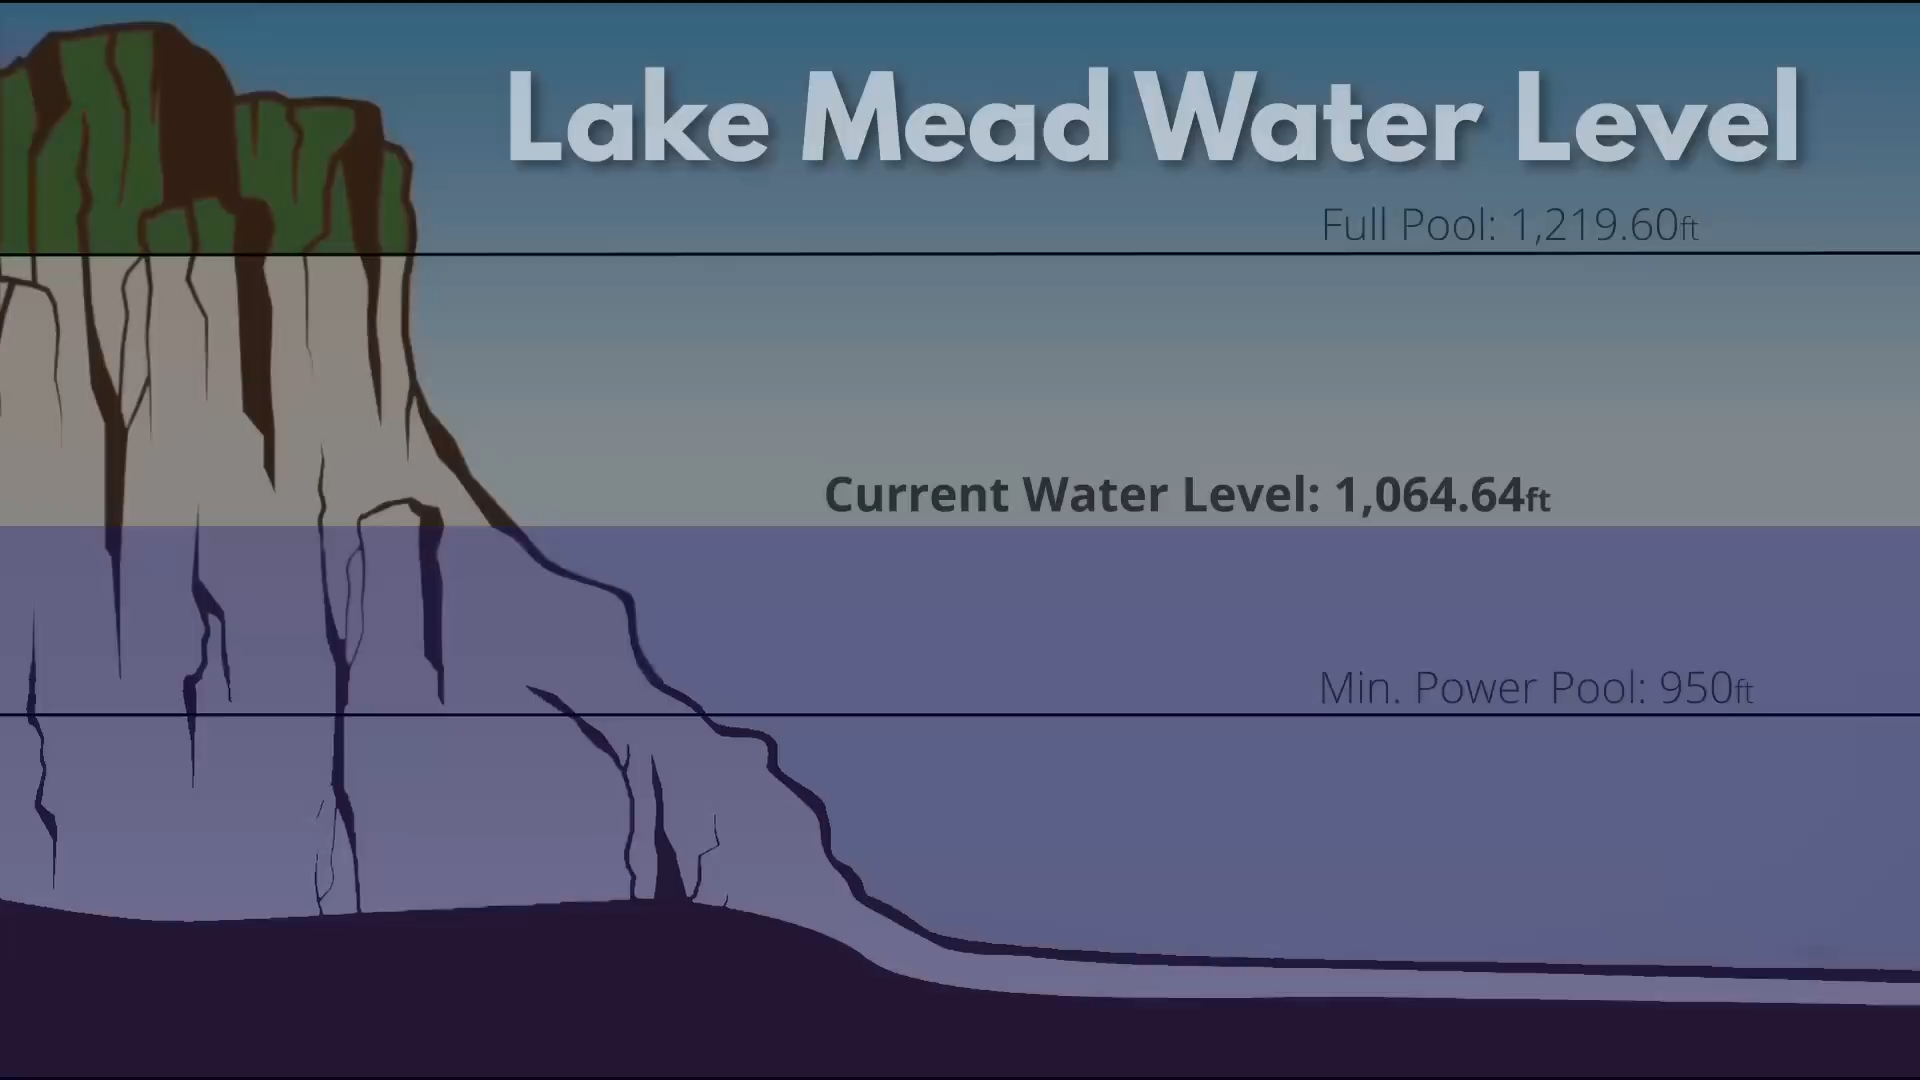 Lake Mead Water Level
Full Pool: 1,219.60ft
Current Water Level: 1,064.64ft
Min. Power Pool: 950ft